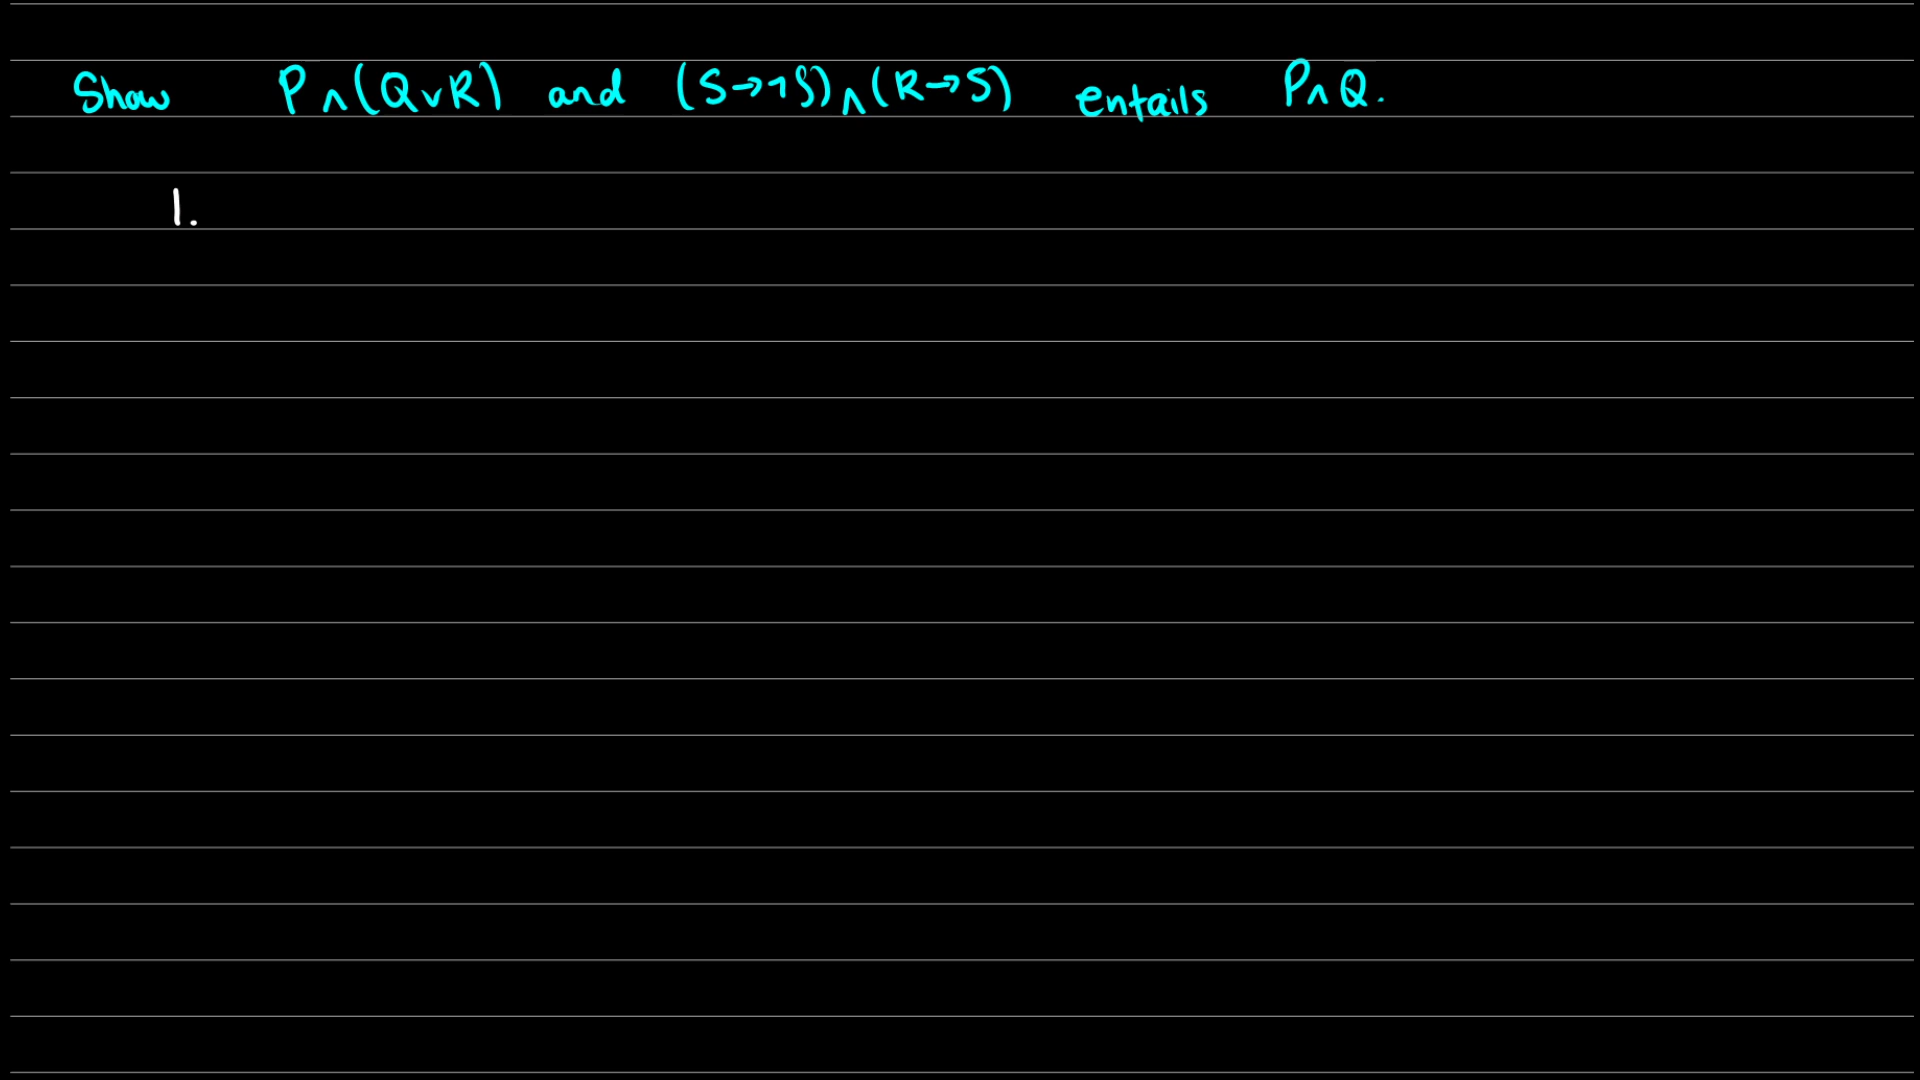 Show P∧(Q∨R) and (S→¬S)∧(R→S) entails P∧Q.
1.